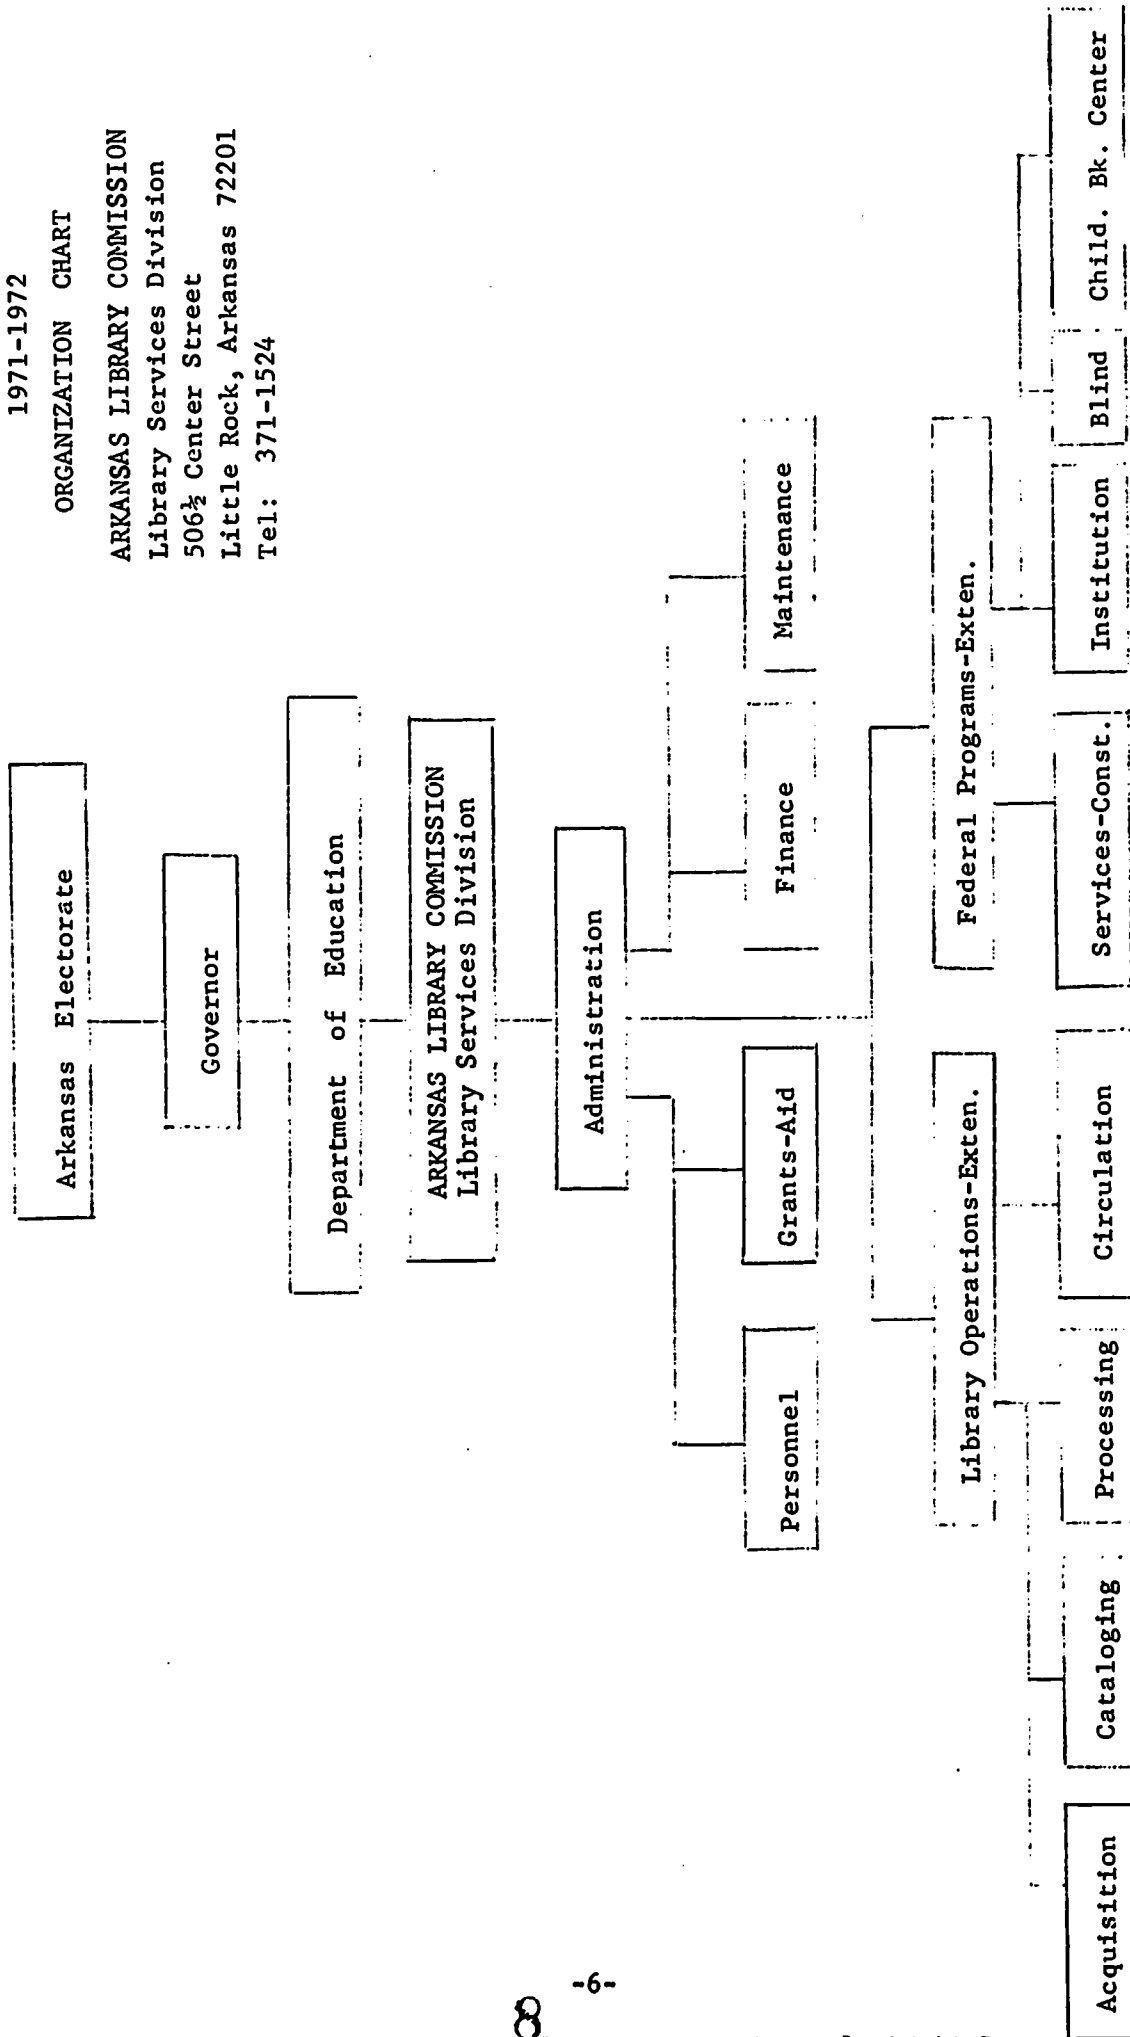 1971-1972
ORGANIZATION CHART
ARKANSAS LIBRARY COMMISSION
Library Services Division
506½ Center Street
Little Rock, Arkansas 72201
Tel: 371-1524
Arkansas Electorate
Governor
Department of Education
ARKANSAS LIBRARY COMMISSION
Library Services Division
Administration
Personnel
Grants-Aid
Finance
Maintenance
Library Operations-Exten.
Federal Programs-Exten.
Acquisition
Cataloging
Processing
Circulation
Services-Const.
Institution
Blind
Child. Bk. Center
-6-
8